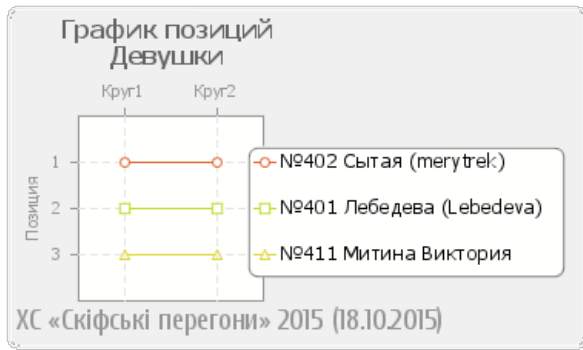 График позиций
Девушки
Круг1 Круг2
Позиция
1
2
3
№402 Сытая (merytrek)
№401 Лебедева (Lebedeva)
№411 Митина Виктория
ХС «Скіфські перегони» 2015 (18.10.2015)